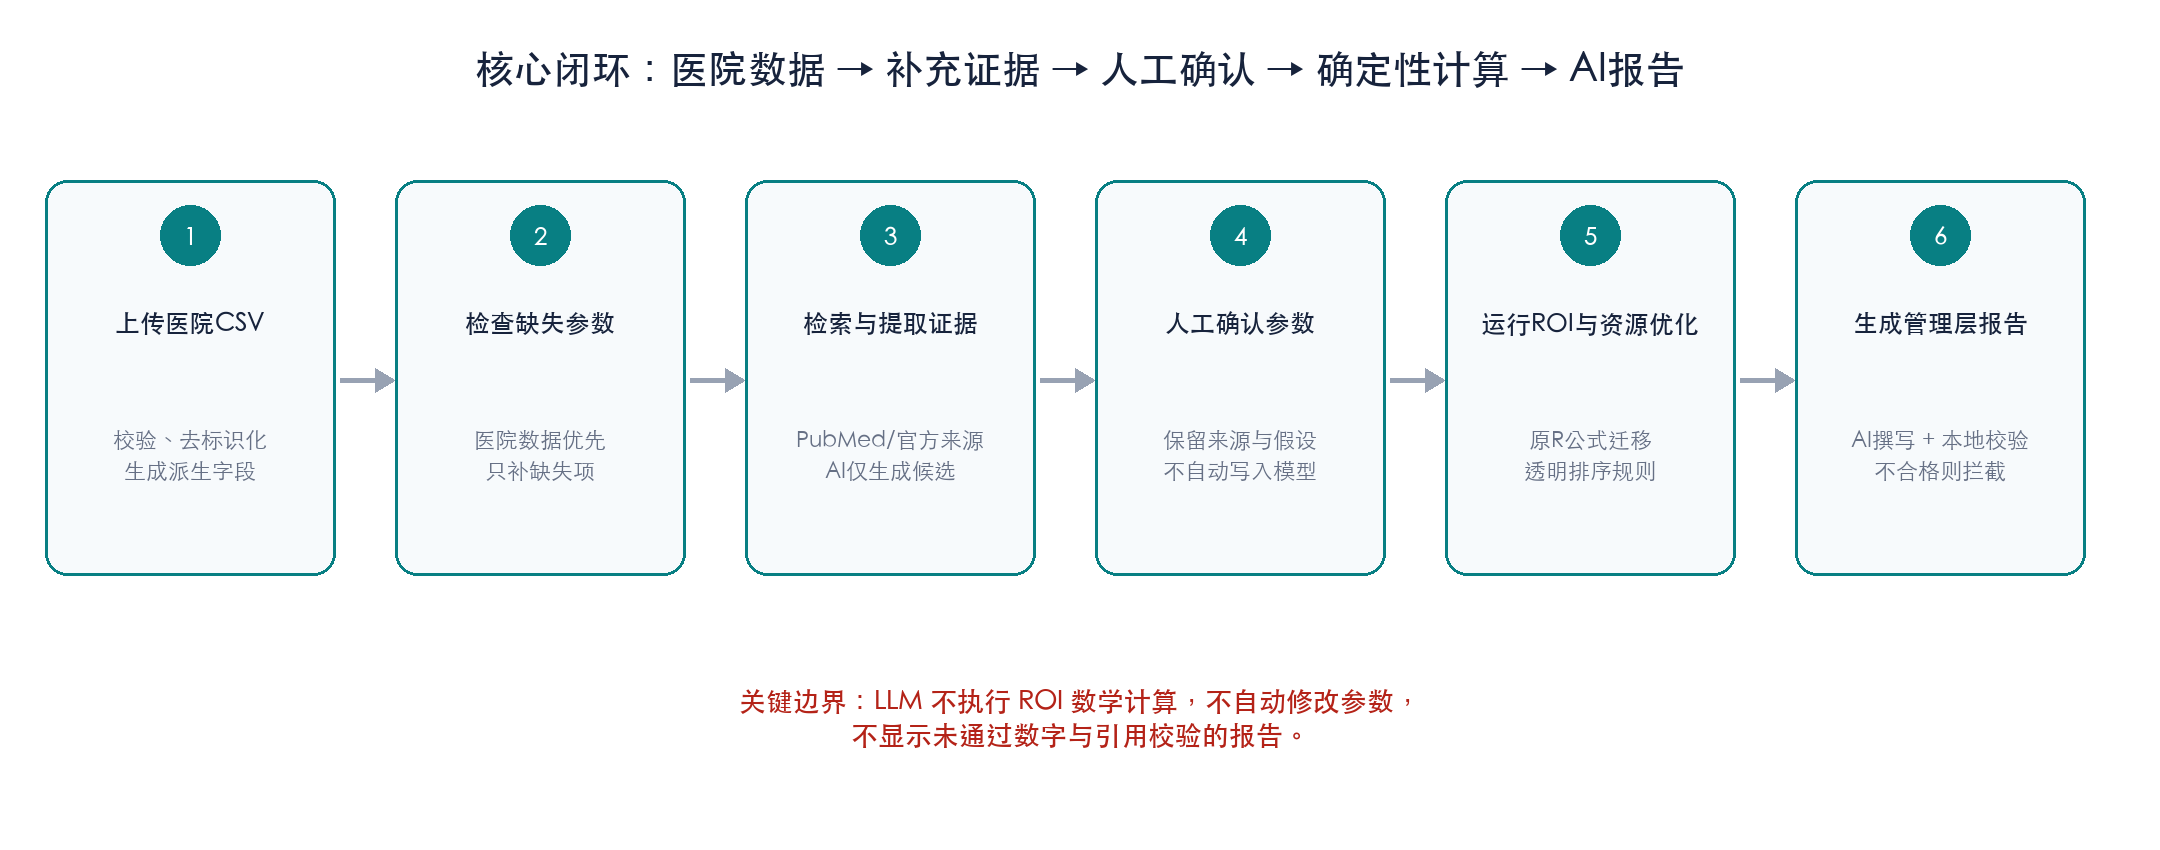 核心闭环：医院数据 → 补充证据 → 人工确认 → 确定性计算 → AI报告
1
上传医院CSV
校验、去标识化
生成派生字段
2
检查缺失参数
医院数据优先
只补缺失项
3
检索与提取证据
PubMed/官方来源
AI仅生成候选
4
人工确认参数
保留来源与假设
不自动写入模型
5
运行ROI与资源优化
原R公式迁移
透明排序规则
6
生成管理层报告
AI撰写 + 本地校验
不合格则拦截
关键边界：LLM 不执行 ROI 数学计算，不自动修改参数，
不显示未通过数字与引用校验的报告。